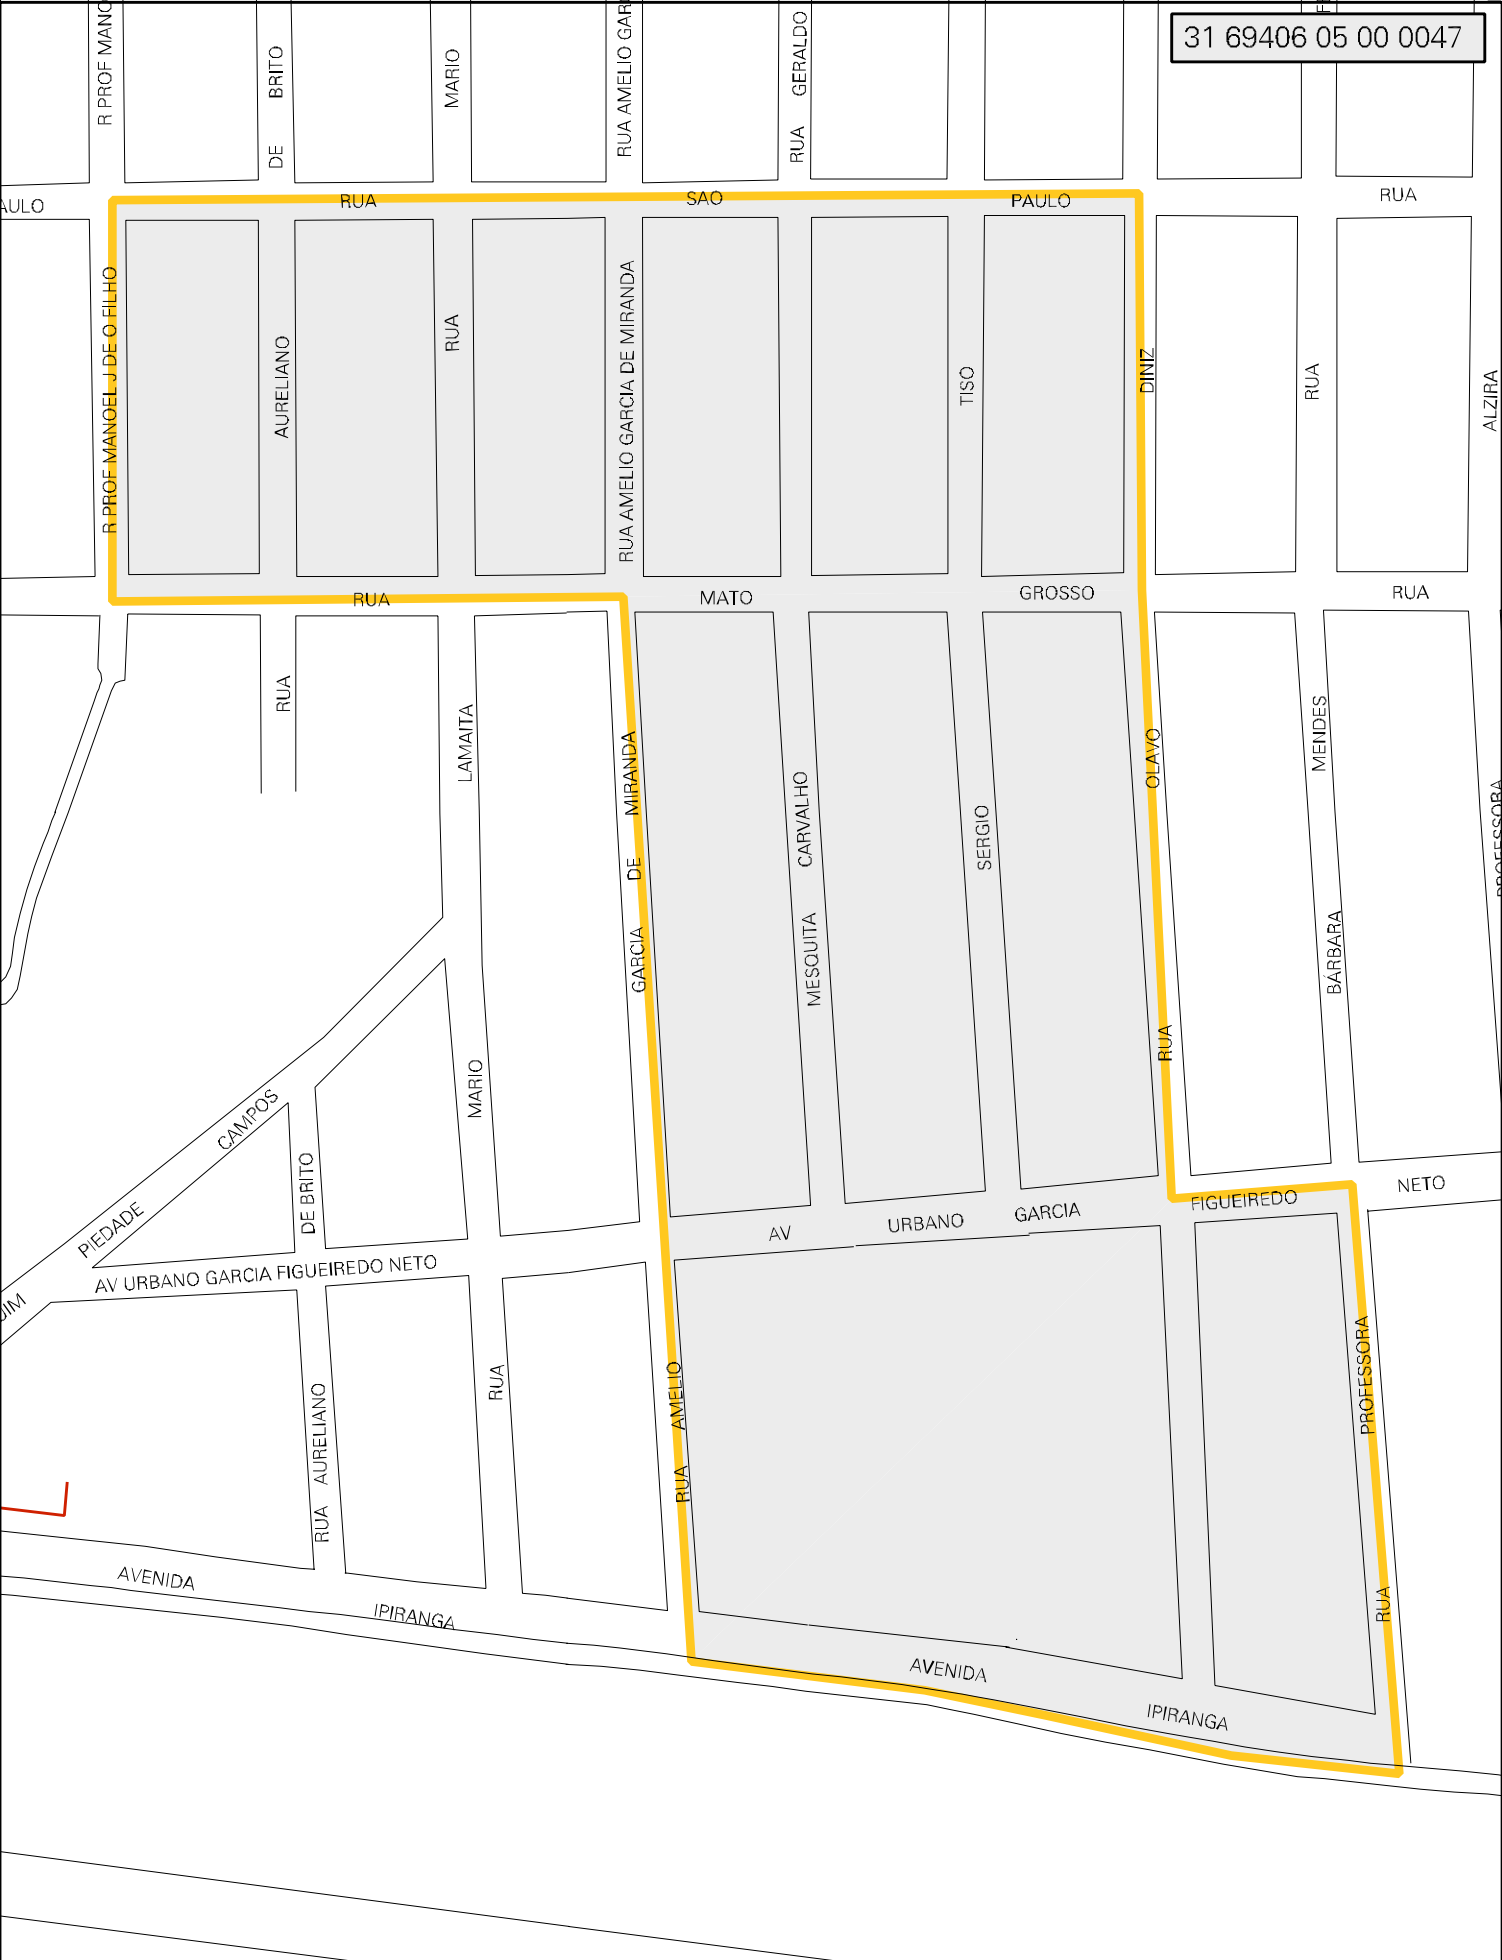 31 69406 05 00 0047
R PROF MANO
DE BRITO
MARIO
RUA AMELIO GAR
RUA GERALDO
AULO
RUA SAO PAULO
RUA
R PROF MANOEL J DE O FILHO
AURELIANO
RUA
RUA AMELIO GARCIA DE MIRANDA
TISO
DINIZ
RUA
ALZIRA
RUA MATO GROSSO
RUA
RUA
LAMAITA
GARCIA DE MIRANDA
MESQUITA CARVALHO
SERGIO
RUA OLAVO
BÁRBARA MENDES
PROFESSORA
MARIO
PIEDADE CAMPOS
DE BRITO
AV URBANO GARCIA FIGUEIREDO NETO
AV URBANO GARCIA FIGUEIREDO NETO
UIM
RUA AURELIANO
RUA
RUA AMELIO
RUA PROFESSORA
AVENIDA IPIRANGA
AVENIDA IPIRANGA